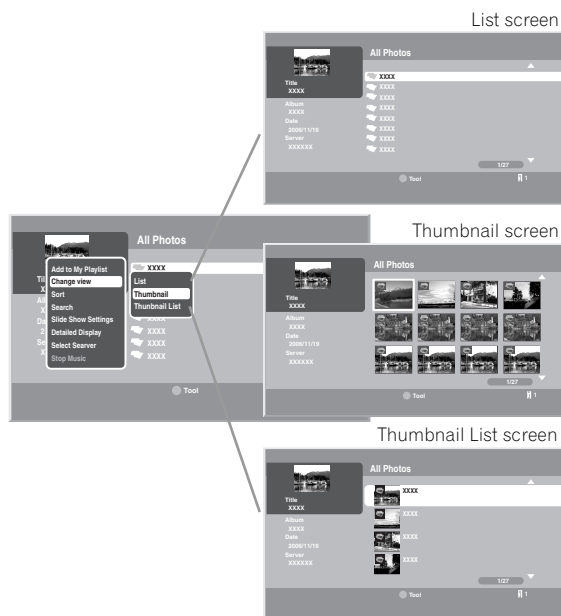 List screen
All Photos
Title
XXXX
Album
XXXX
Date
2006/11/19
Server
XXXXXX
XXXX
XXXX
XXXX
XXXX
XXXX
XXXX
XXXX
XXXX
1/27
Tool
1
All Photos
Add to My Playlist
Change view
Sort
Search
Slide Show Settings
Detailed Display
Select Searver
Stop Music
XXXX
List
Thumbnail
Thunbnail List
XXXX
XXXX
XXXX
Tool
Thumbnail screen
All Photos
Title
XXXX
Album
XXXX
Date
2006/11/19
Server
XXXXXX
1/27
Tool
1
Thumbnail List screen
All Photos
Title
XXXX
Album
XXXX
Date
2006/11/19
Server
XXXXXX
XXXX
XXXX
XXXX
XXXX
1/27
Tool
1